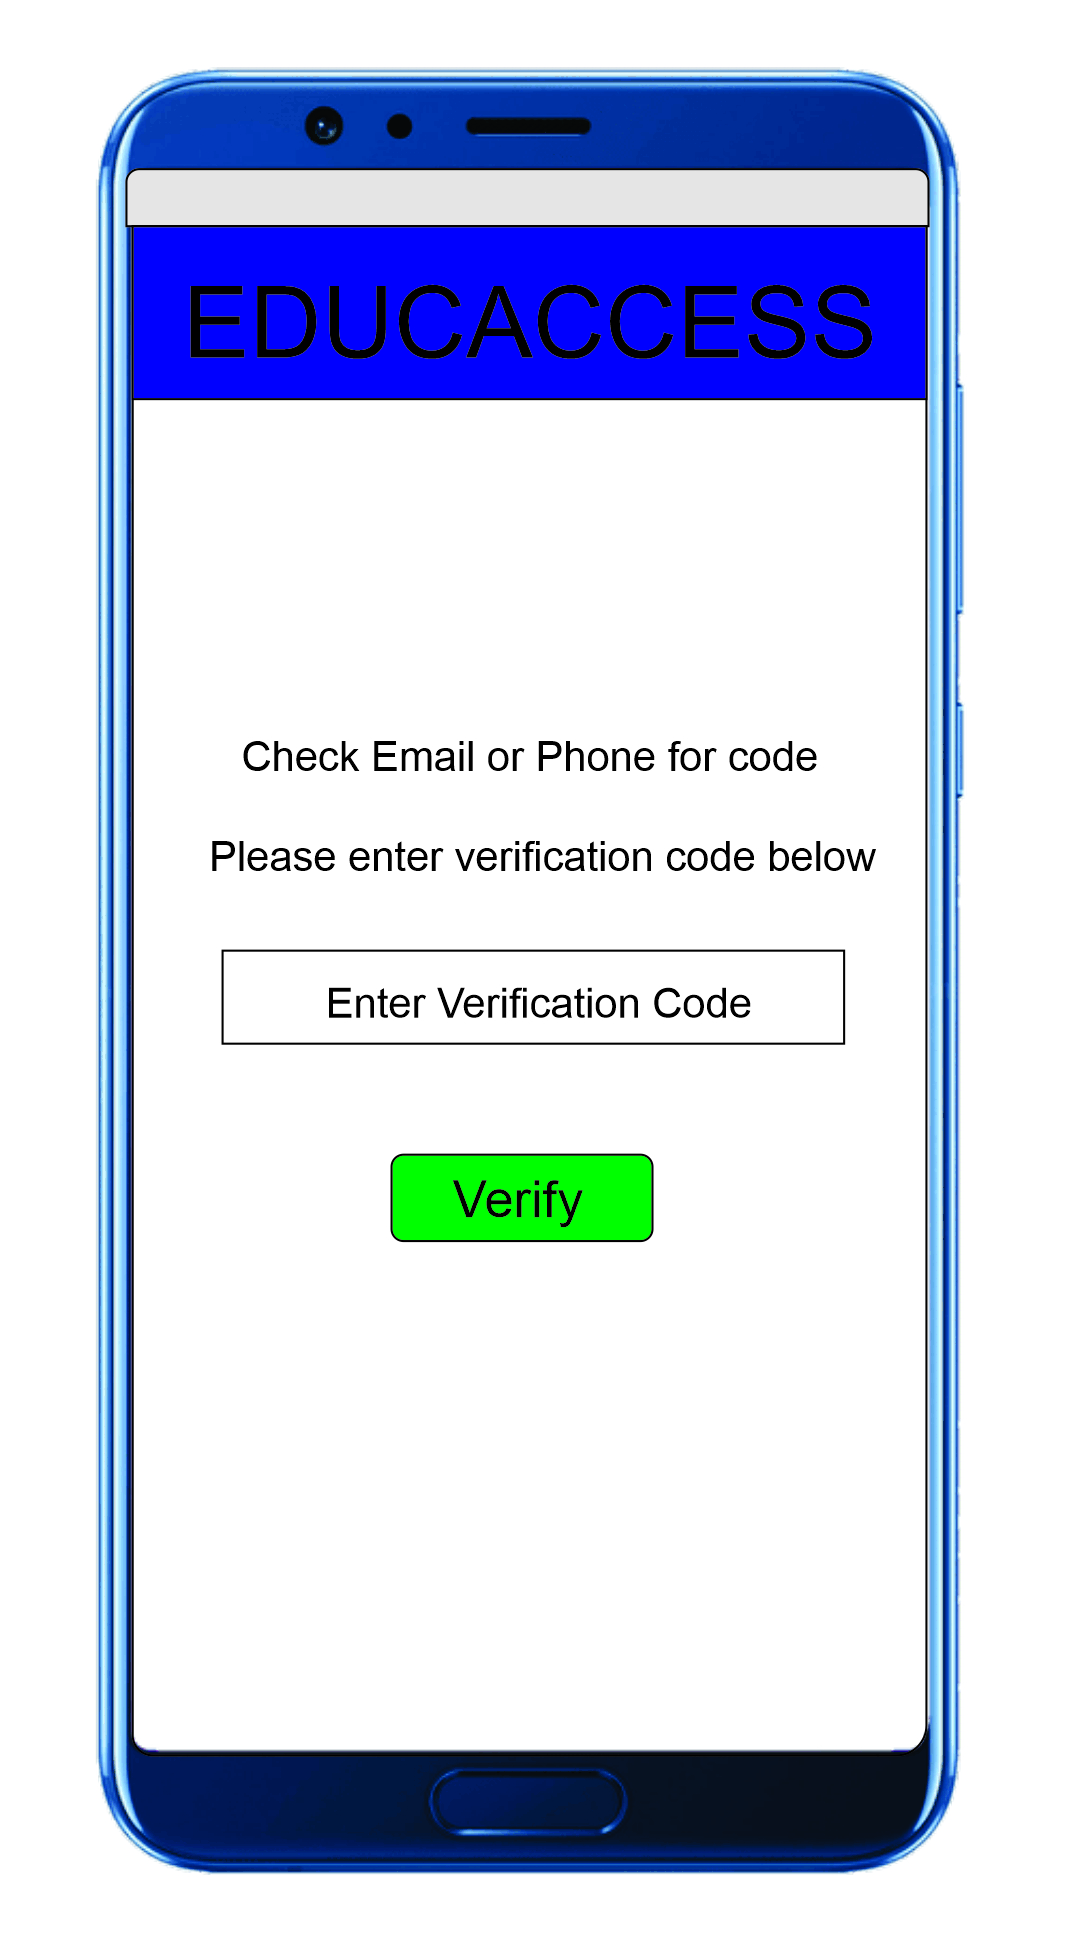 EDUCACCESS
Check Email or Phone for code
Please enter verification code below
Enter Verification Code
Verify